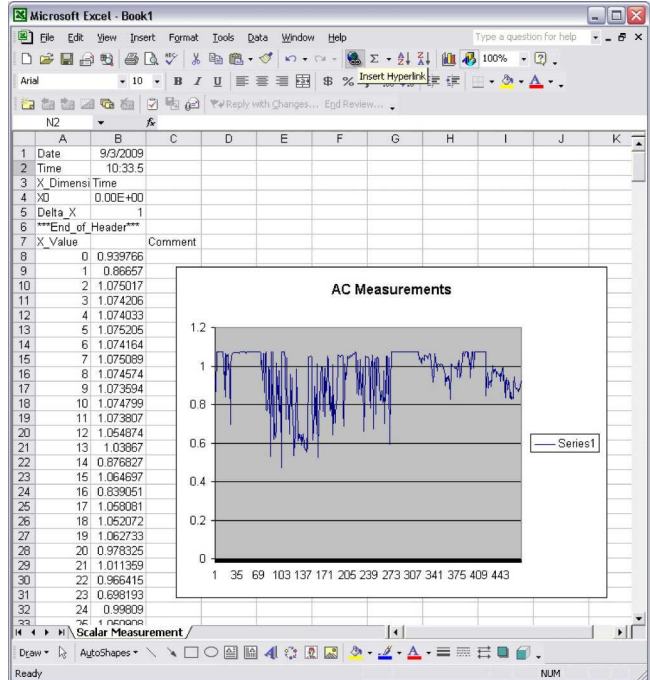 Microsoft Excel - Book1
File Edit View Insert Format Tools Data Window Help Type a question for help
100%
Arial 10 B I U $ %
Insert Hyperlink
Reply with Changes... End Review...
N2 fx
A B C D E F G H I J K
1 Date 9/3/2009
2 Time 10:33.5
3 X_Dimensi Time
4 X0 0.00E+00
5 Delta_X 1
6 ***End_of_Header***
7 X_Value Comment
8 0 0.939766
9 1 0.86657
10 2 1.075017
11 3 1.074206
12 4 1.074033
13 5 1.075205
14 6 1.074164
15 7 1.075089
16 8 1.074574
17 9 1.073594
18 10 1.074799
19 11 1.073807
20 12 1.054874
21 13 1.03867
22 14 0.876827
23 15 1.064697
24 16 0.839051
25 17 1.058081
26 18 1.052072
27 19 1.062733
28 20 0.978325
29 21 1.011359
30 22 0.966415
31 23 0.698193
32 24 0.99809
33 25 1.050908
AC Measurements
1.2
1
0.8
0.6
0.4
0.2
0
1 35 69 103 137 171 205 239 273 307 341 375 409 443
Series1
Scalar Measurement
Draw AutoShapes
Ready NUM